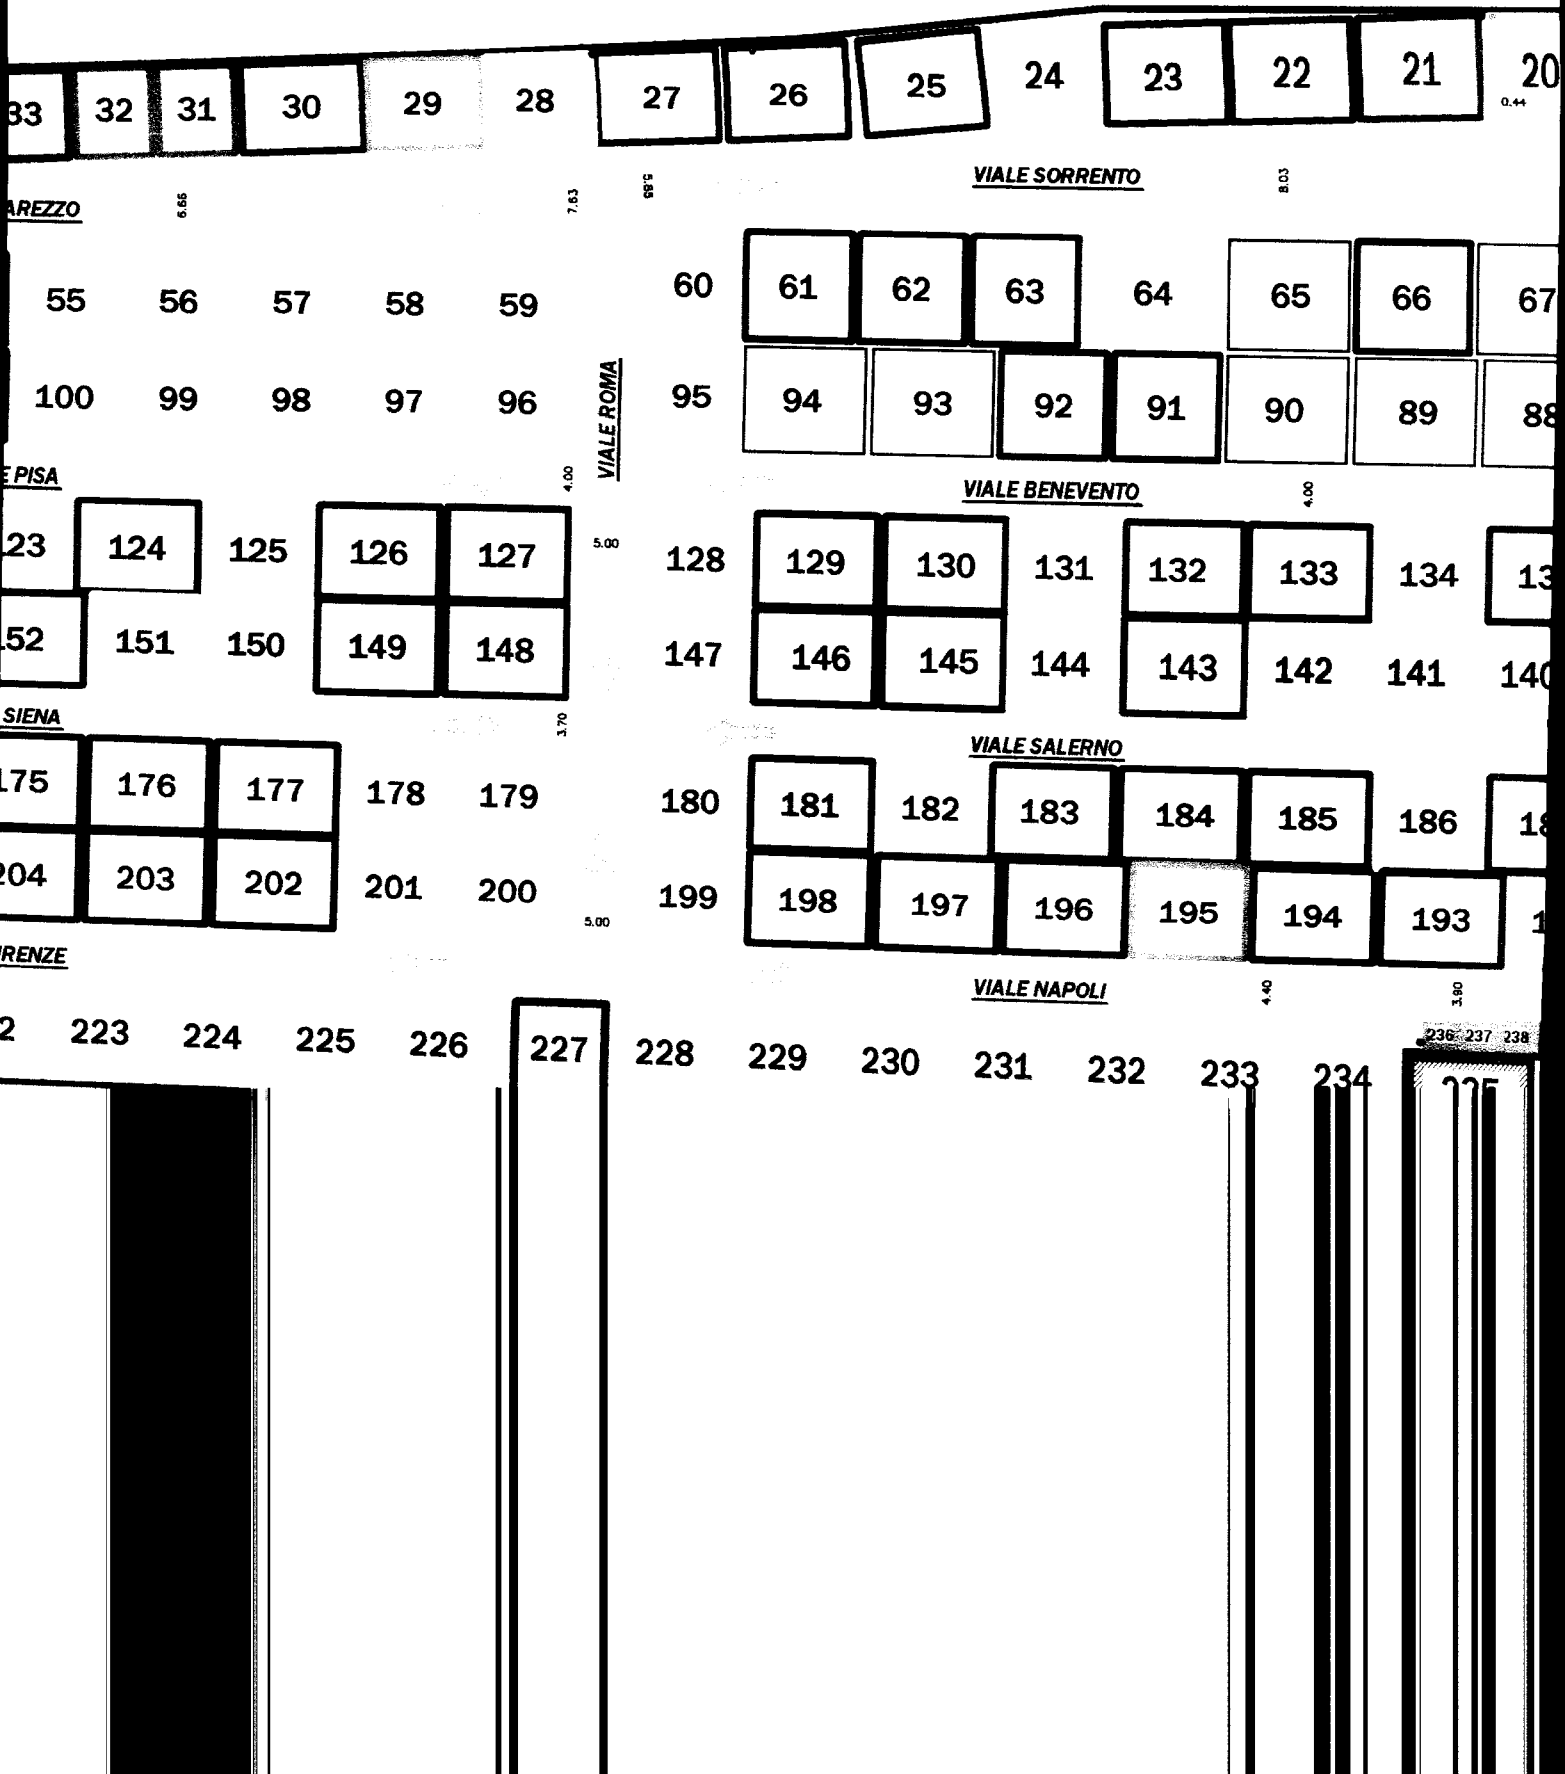 33 32 31 30 29 28 27 26 25 24 23 22 21 20
0.44
AREZZO 6.66 7.63 5.85 VIALE SORRENTO 8.03
55 56 57 58 59 60 61 62 63 64 65 66 67
100 99 98 97 96 VIALE ROMA 95 94 93 92 91 90 89 88
E PISA 4.00 VIALE BENEVENTO 4.00
23 124 125 126 127 5.00 128 129 130 131 132 133 134 13
52 151 150 149 148 147 146 145 144 143 142 141 140
SIENA 3.70 VIALE SALERNO
175 176 177 178 179 180 181 182 183 184 185 186 18
204 203 202 201 200 199 198 197 196 195 194 193 1
5.00
IRENZE VIALE NAPOLI 4.40 3.90
2 223 224 225 226 227 228 229 230 231 232 233 234 235
236 237 238